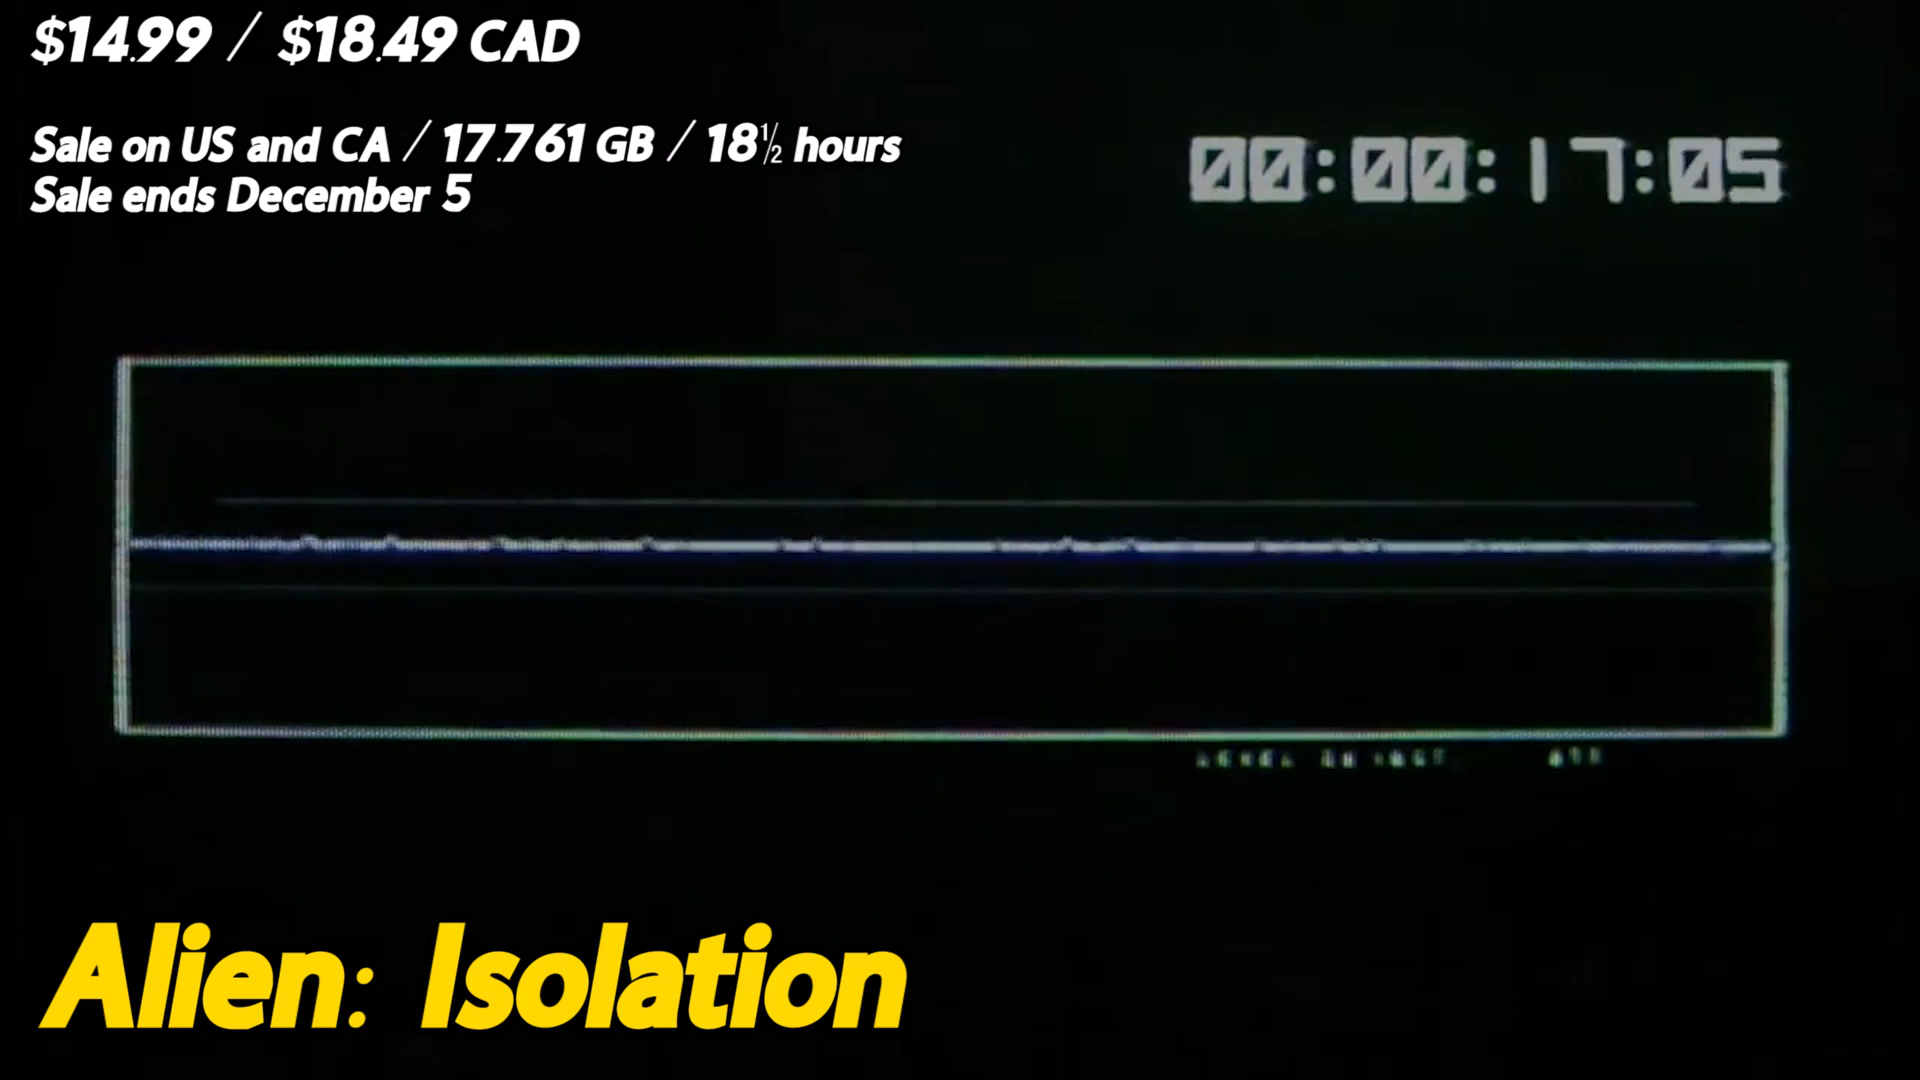 $14.99 / $18.49 CAD
Sale on US and CA / 17.761 GB / 18½ hours
Sale ends December 5
00:00:17:05
Alien: Isolation